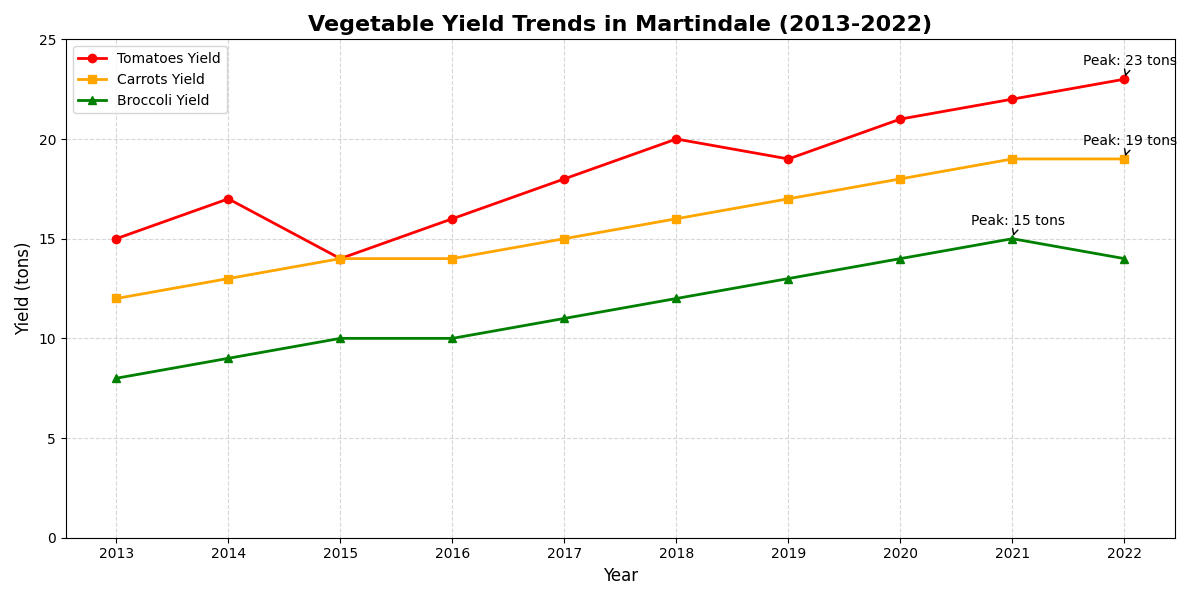 Vegetable Yield Trends in Martindale (2013-2022)
Tomatoes Yield
Carrots Yield
Broccoli Yield
Peak: 23 tons
Peak: 19 tons
Peak: 15 tons
Yield (tons)
25
20
15
10
5
0
2013 2014 2015 2016 2017 2018 2019 2020 2021 2022
Year